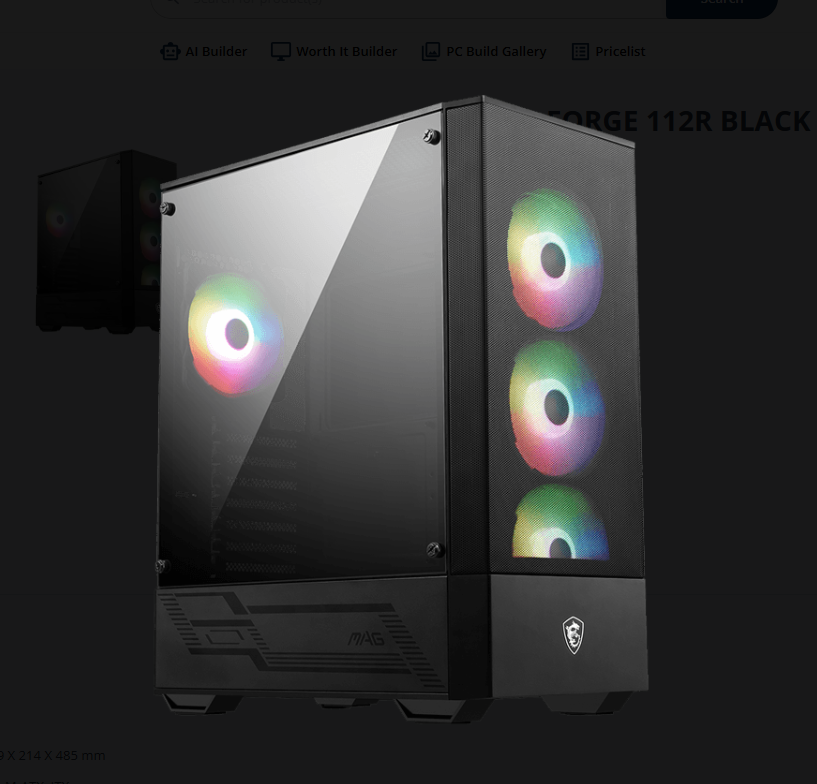 Search
AI Builder
Worth It Builder
PC Build Gallery
Pricelist
FORGE 112R BLACK
MAG
9 X 214 X 485 mm